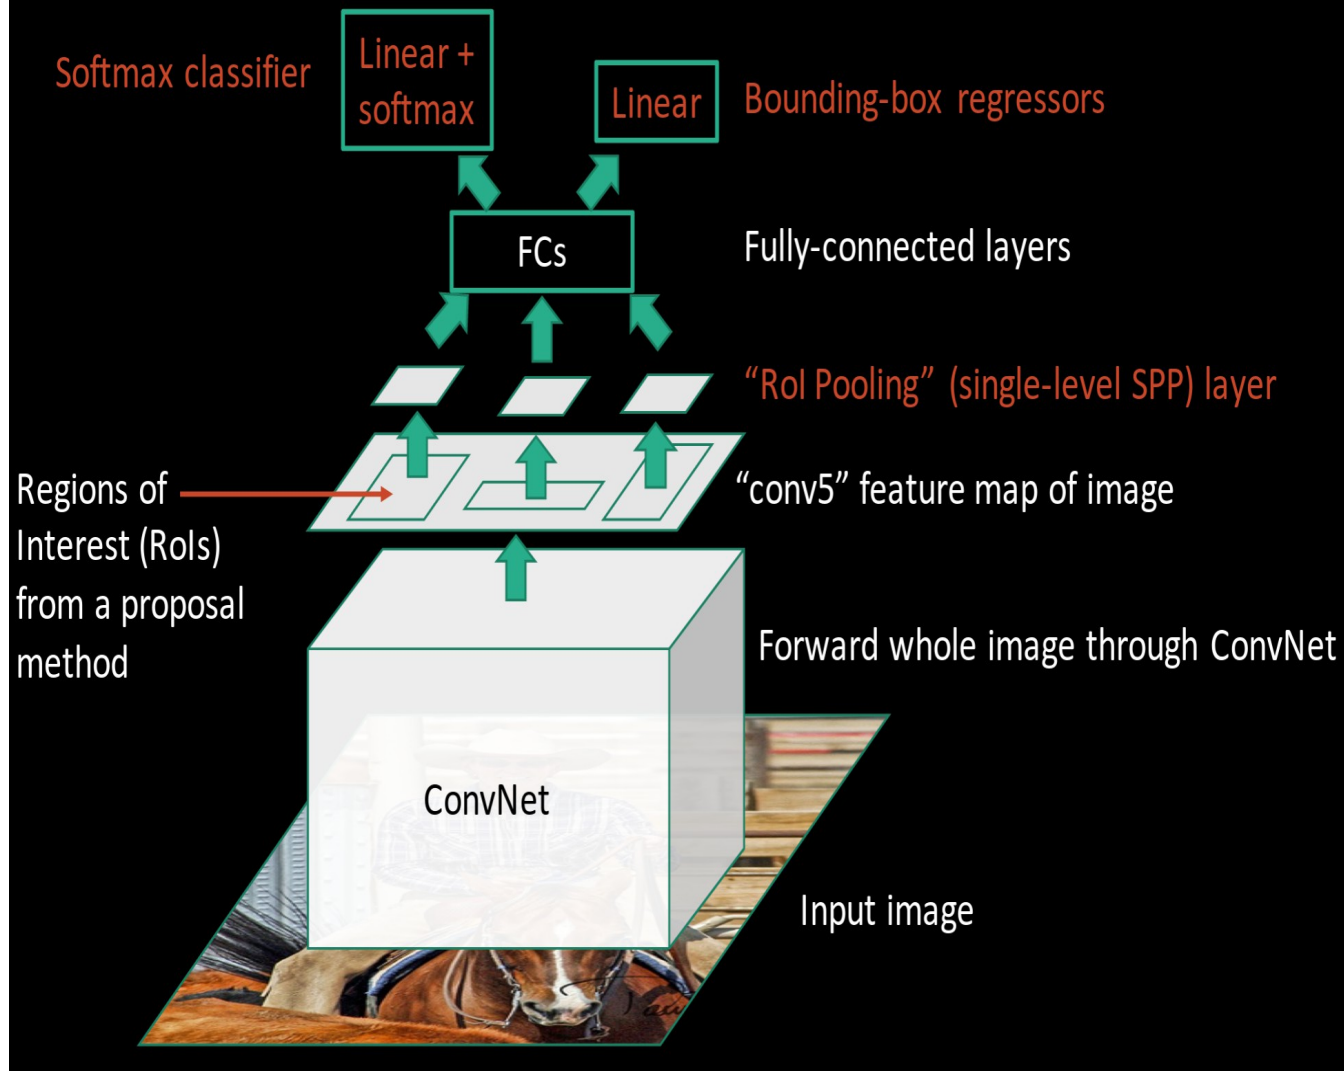 Softmax classifier
Linear +
softmax
Linear
Bounding-box regressors
FCs
Fully-connected layers
“RoI Pooling” (single-level SPP) layer
Regions of
Interest (RoIs)
from a proposal
method
“conv5” feature map of image
Forward whole image through ConvNet
ConvNet
Input image